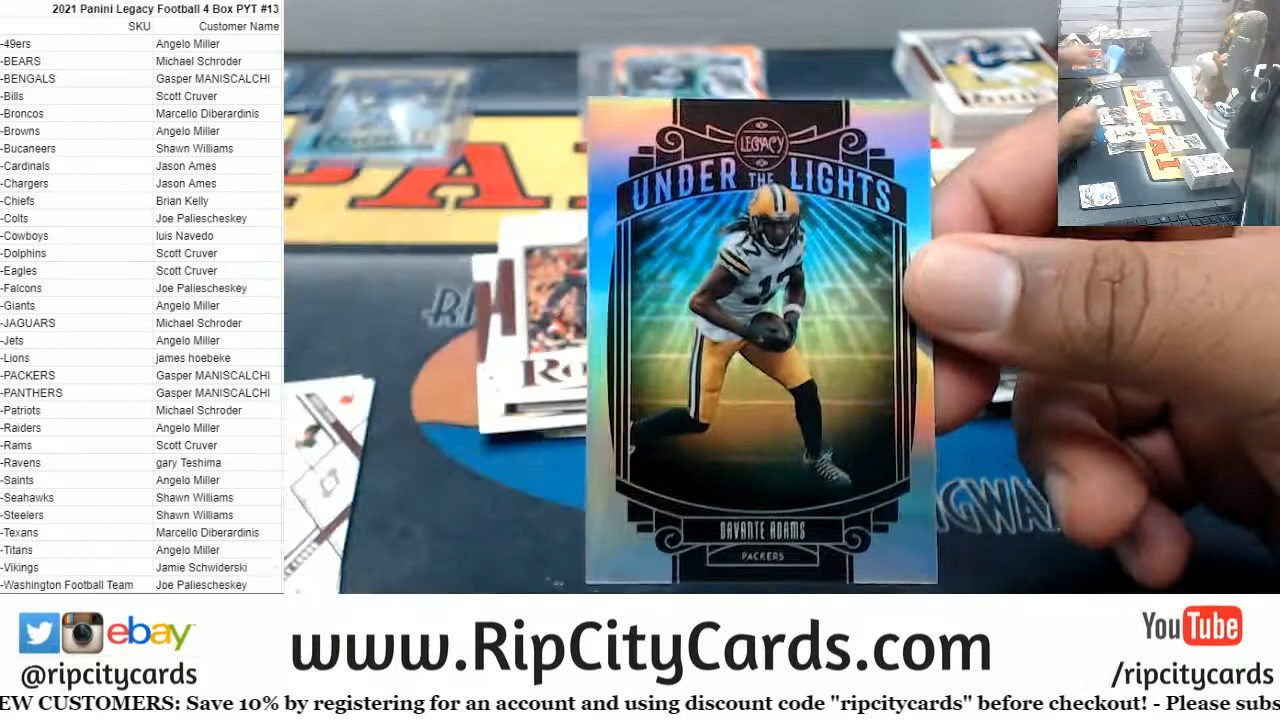 2021 Panini Legacy Football 4 Box PYT #13
SKU Customer Name
-49ers Angelo Miller
-BEARS Michael Schroder
-BENGALS Gasper MANISCALCHI
-Bills Scott Cruver
-Broncos Marcello Diberardinis
-Browns Angelo Miller
-Bucaneers Shawn Williams
-Cardinals Jason Ames
-Chargers Jason Ames
-Chiefs Brian Kelly
-Colts Joe Paliescheskey
-Cowboys luis Navedo
-Dolphins Scott Cruver
-Eagles Scott Cruver
-Falcons Joe Paliescheskey
-Giants Angelo Miller
-JAGUARS Michael Schroder
-Jets Angelo Miller
-Lions james hoebeke
-PACKERS Gasper MANISCALCHI
-PANTHERS Gasper MANISCALCHI
-Patriots Michael Schroder
-Raiders Angelo Miller
-Rams Scott Cruver
-Ravens gary Teshima
-Saints Angelo Miller
-Seahawks Shawn Williams
-Steelers Shawn Williams
-Texans Marcello Diberardinis
-Titans Angelo Miller
-Vikings Jamie Schwiderski
-Washington Football Team Joe Paliescheskey
LEGACY
UNDER THE LIGHTS
17
DAVANTE ADAMS
PACKERS
PANINI
ebay
@ripcitycards
www.RipCityCards.com
YouTube
/ripcitycards
EW CUSTOMERS: Save 10% by registering for an account and using discount code "ripcitycards" before checkout! - Please subs